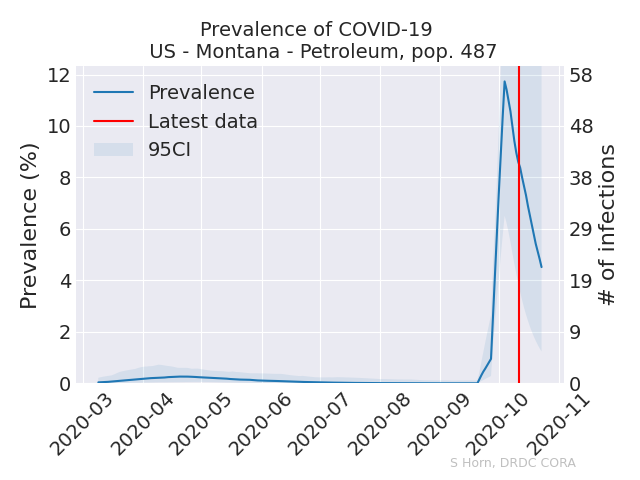 Prevalence of COVID-19
US - Montana - Petroleum, pop. 487
Prevalence
Latest data
95CI
Prevalence (%)
12
10
8
6
4
2
0
58
48
38
29
19
9
0
# of infections
2020-03
2020-04
2020-05
2020-06
2020-07
2020-08
2020-09
2020-10
2020-11
S Horn, DRDC CORA